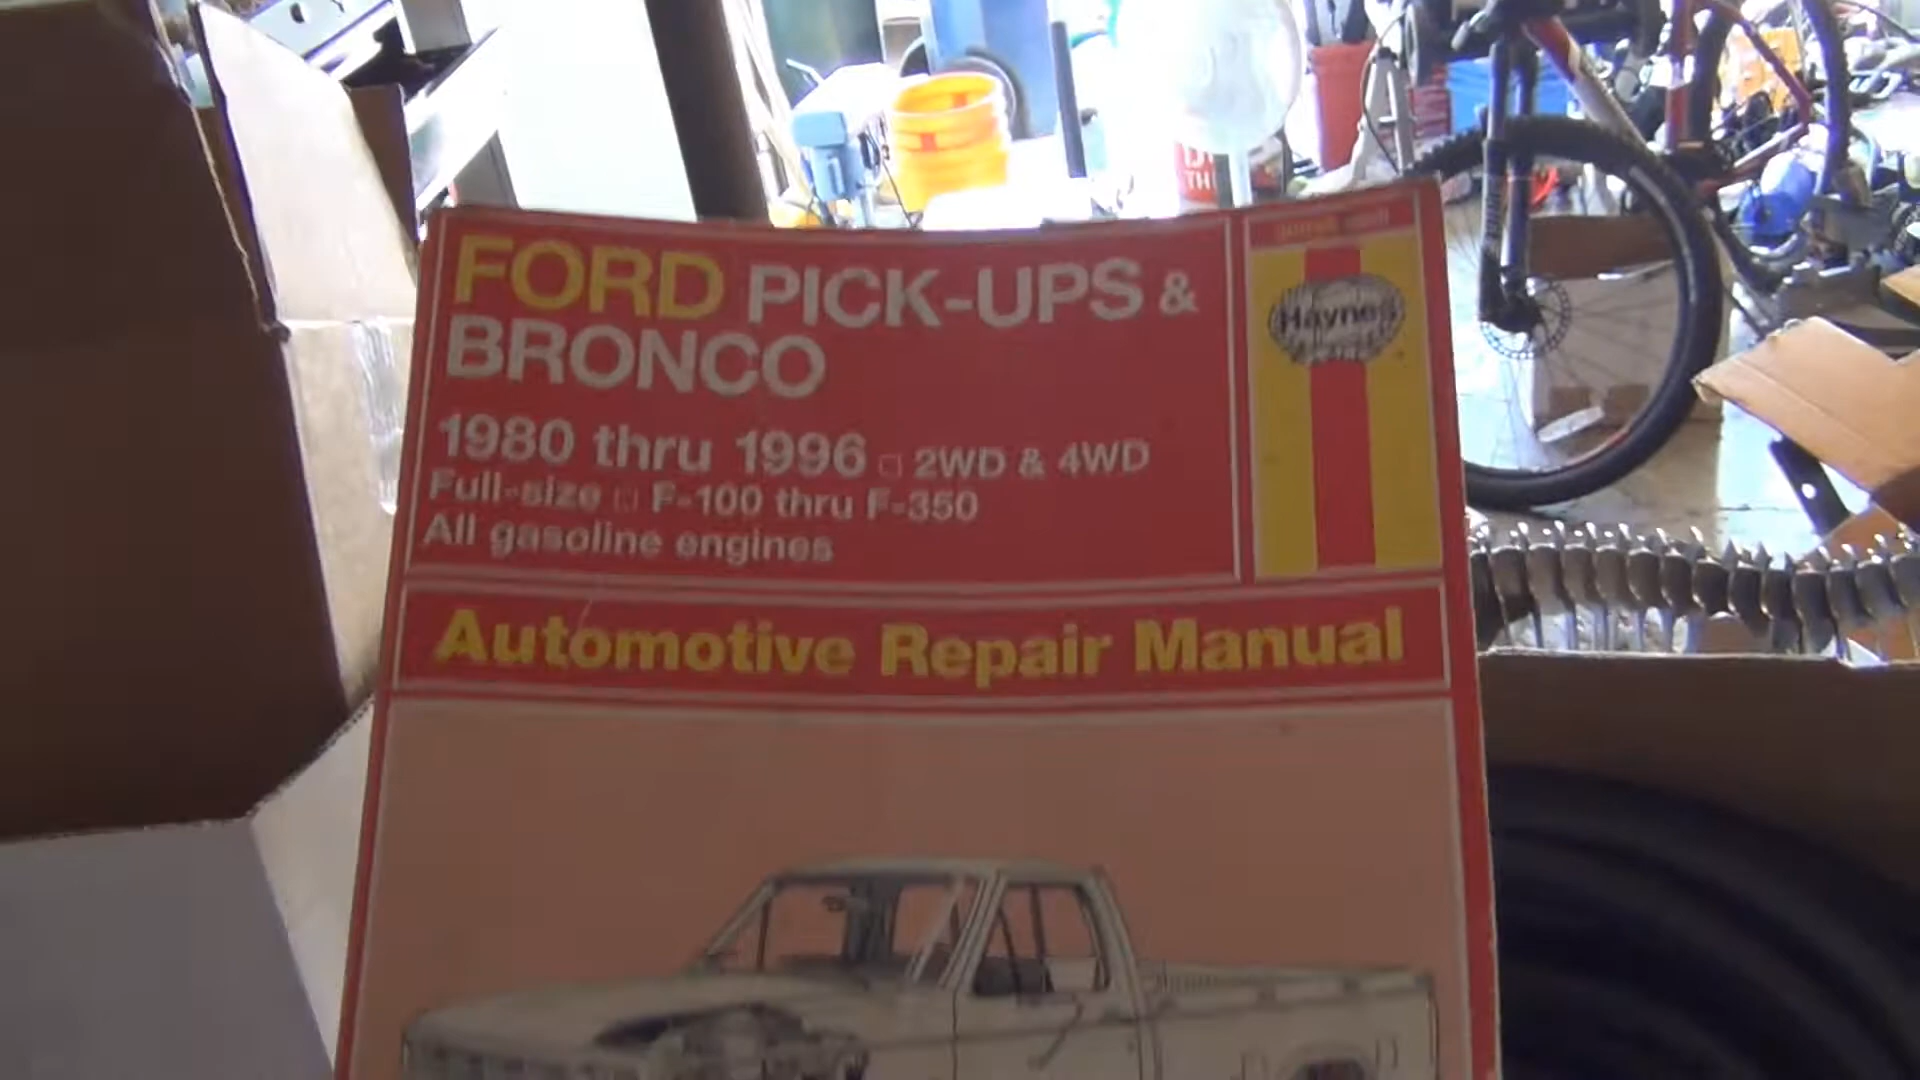 FORD PICK-UPS &
BRONCO
1980 thru 1996 □ 2WD & 4WD
Full-size □ F-100 thru F-350
All gasoline engines
Haynes
Automotive Repair Manual